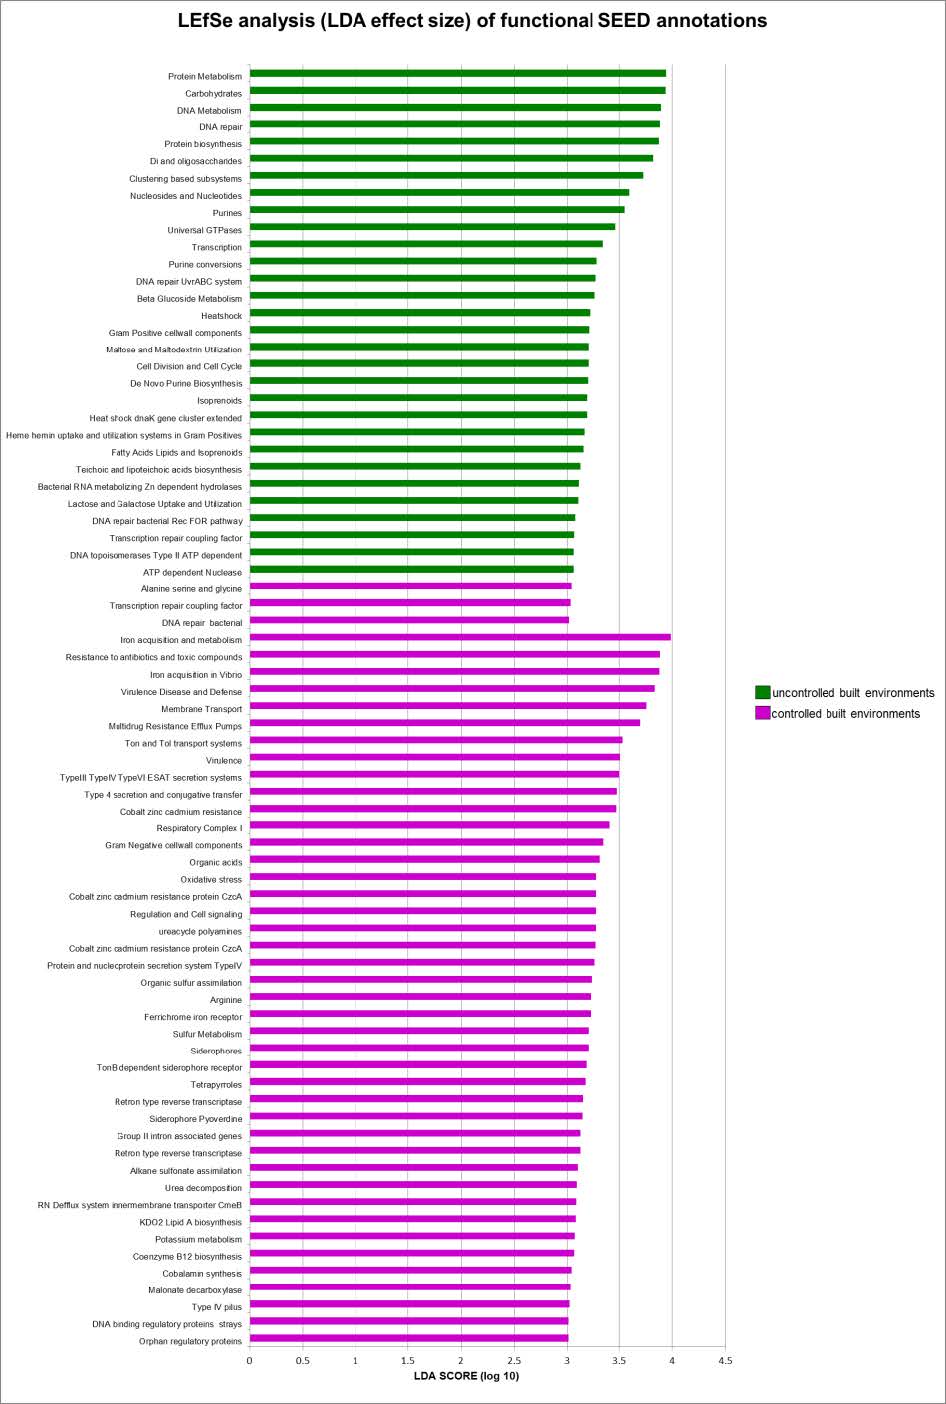 LEfSe analysis (LDA effect size) of functional SEED annotations
Protein Metabolism
Carbohydrates
DNA Metabolism
DNA repair
Protein biosynthesis
Di and oligosaccharides
Clustering based subsystems
Nucleosides and Nucleotides
Purines
Universal GTPases
Transcription
Purine conversions
DNA repair UvrABC system
Beta Glucoside Metabolism
Heatshock
Gram Positive cellwall components
Maltose and Maltodextrin Utilization
Cell Division and Cell Cycle
De Novo Purine Biosynthesis
Isoprenoids
Heat shock dnaK gene cluster extended
Heme hemin uptake and utilization systems in Gram Positives
Fatty Acids Lipids and Isoprenoids
Teichoic and lipoteichoic acids biosynthesis
Bacterial RNA metabolizing Zn dependent hydrolases
Lactose and Galactose Uptake and Utilization
DNA repair bacterial Rec FOR pathway
Transcription repair coupling factor
DNA topoisomerases Type II ATP dependent
ATP dependent Nuclease
Alanine serine and glycine
Transcription repair coupling factor
DNA repair bacterial
Iron acquisition and metabolism
Resistance to antibiotics and toxic compounds
Iron acquisition in Vibrio
Virulence Disease and Defense
Membrane Transport
Multidrug Resistance Efflux Pumps
Ton and Tol transport systems
Virulence
TypeIII TypeIV TypeVI ESAT secretion systems
Type 4 secretion and conjugative transfer
Cobalt zinc cadmium resistance
Respiratory Complex I
Gram Negative cellwall components
Organic acids
Oxidative stress
Cobalt zinc cadmium resistance protein CzcA
Regulation and Cell signaling
ureacycle polyamines
Cobalt zinc cadmium resistance protein CzcA
Protein and nucleoprotein secretion system TypeIV
Organic sulfur assimilation
Arginine
Ferrichrome iron receptor
Sulfur Metabolism
Siderophores
TonB dependent siderophore receptor
Tetrapyrroles
Retron type reverse transcriptase
Siderophore Pyoverdine
Group II intron associated genes
Retron type reverse transcriptase
Alkane sulfonate assimilation
Urea decomposition
RN Defflux system innermembrane transporter CmeB
KDO2 Lipid A biosynthesis
Potassium metabolism
Coenzyme B12 biosynthesis
Cobalamin synthesis
Malonate decarboxylase
Type IV pilus
DNA binding regulatory proteins strays
Orphan regulatory proteins
0 0.5 1 1.5 2 2.5 3 3.5 4 4.5
LDA SCORE (log 10)
uncontrolled built environments
controlled built environments